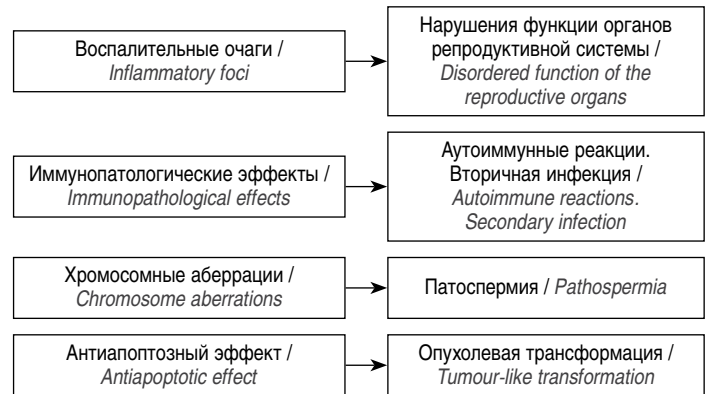 Воспалительные очаги /
Inflammatory foci
Нарушения функции органов
репродуктивной системы /
Disordered function of the
reproductive organs
Иммунопатологические эффекты /
Immunopathological effects
Аутоиммунные реакции.
Вторичная инфекция /
Autoimmune reactions.
Secondary infection
Хромосомные аберрации /
Chromosome aberrations
Патоспермия / Pathospermia
Антиапоптозный эффект /
Antiapoptotic effect
Опухолевая трансформация /
Tumour-like transformation